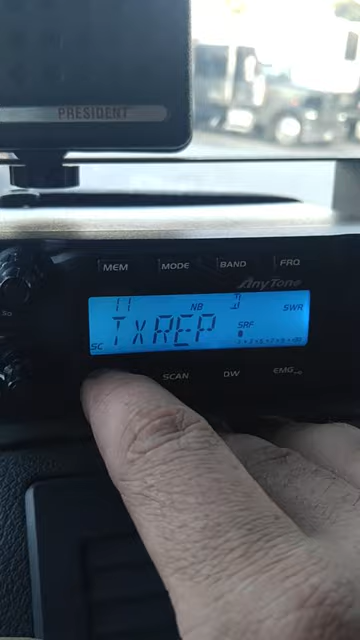 PRESIDENT
MEM MODE BAND FRQ
AnyTone
11 NB SWR
TXREP SRF
SC
SCAN DW EMG